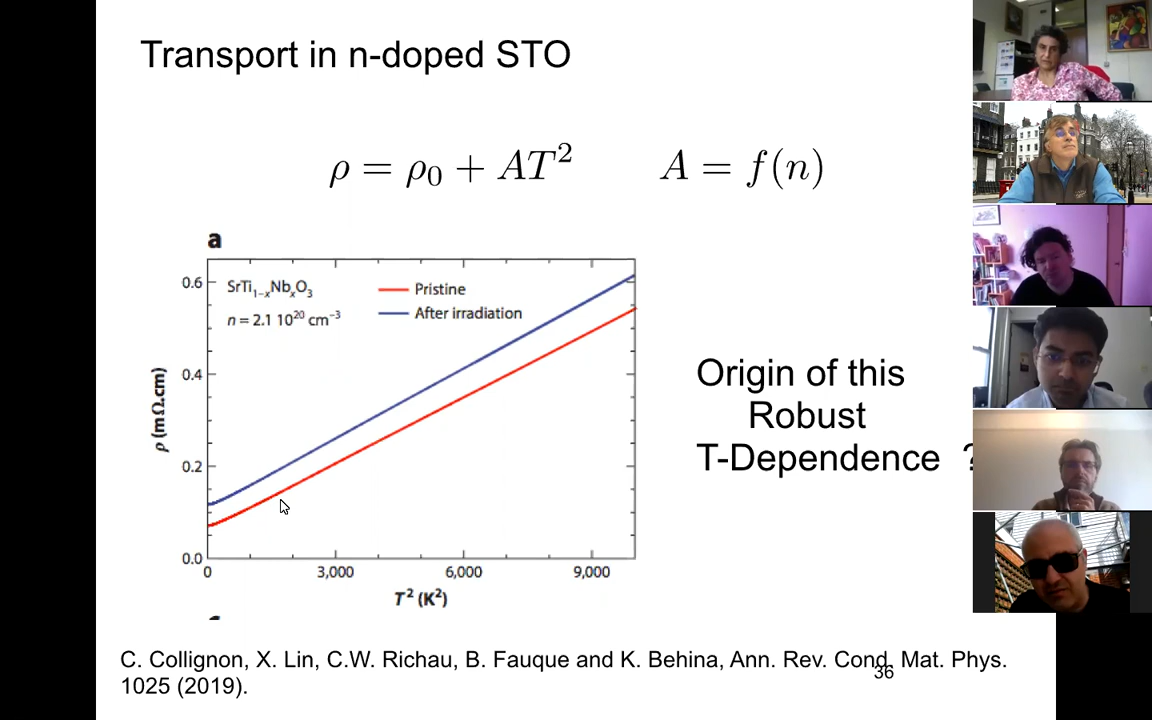 Transport in n-doped STO
ρ = ρ₀ + AT²
A = f(n)
a
SrTi₁₋ₓNbₓO₃
n = 2.1 10²⁰ cm⁻³
Pristine
After irradiation
0.6
0.4
0.2
0.0
ρ (mΩ.cm)
0
3,000
6,000
9,000
T² (K²)
Origin of this
Robust
T-Dependence ?
C. Collignon, X. Lin, C.W. Richau, B. Fauque and K. Behina, Ann. Rev. Cond. Mat. Phys.
36
1025 (2019).